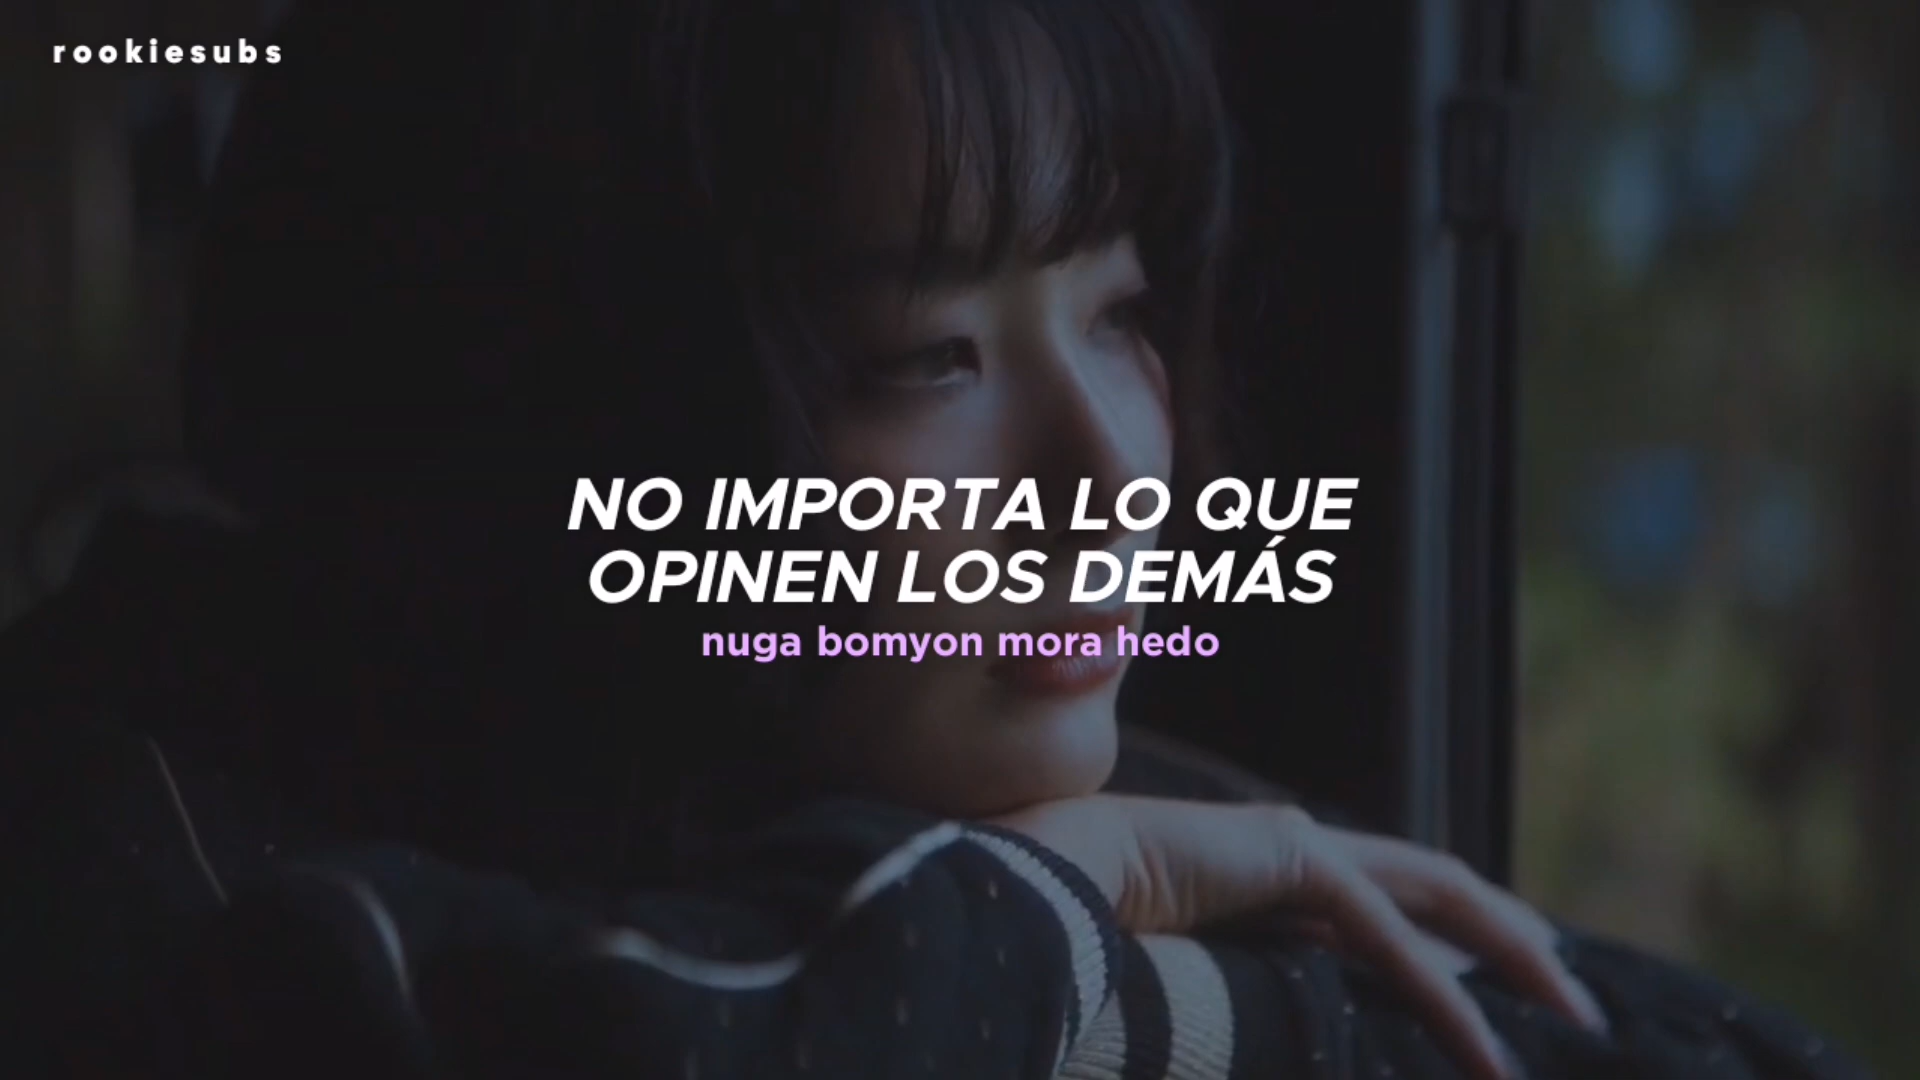 rookiesubs
NO IMPORTA LO QUE
OPINEN LOS DEMÁS
nuga bomyon mora hedo